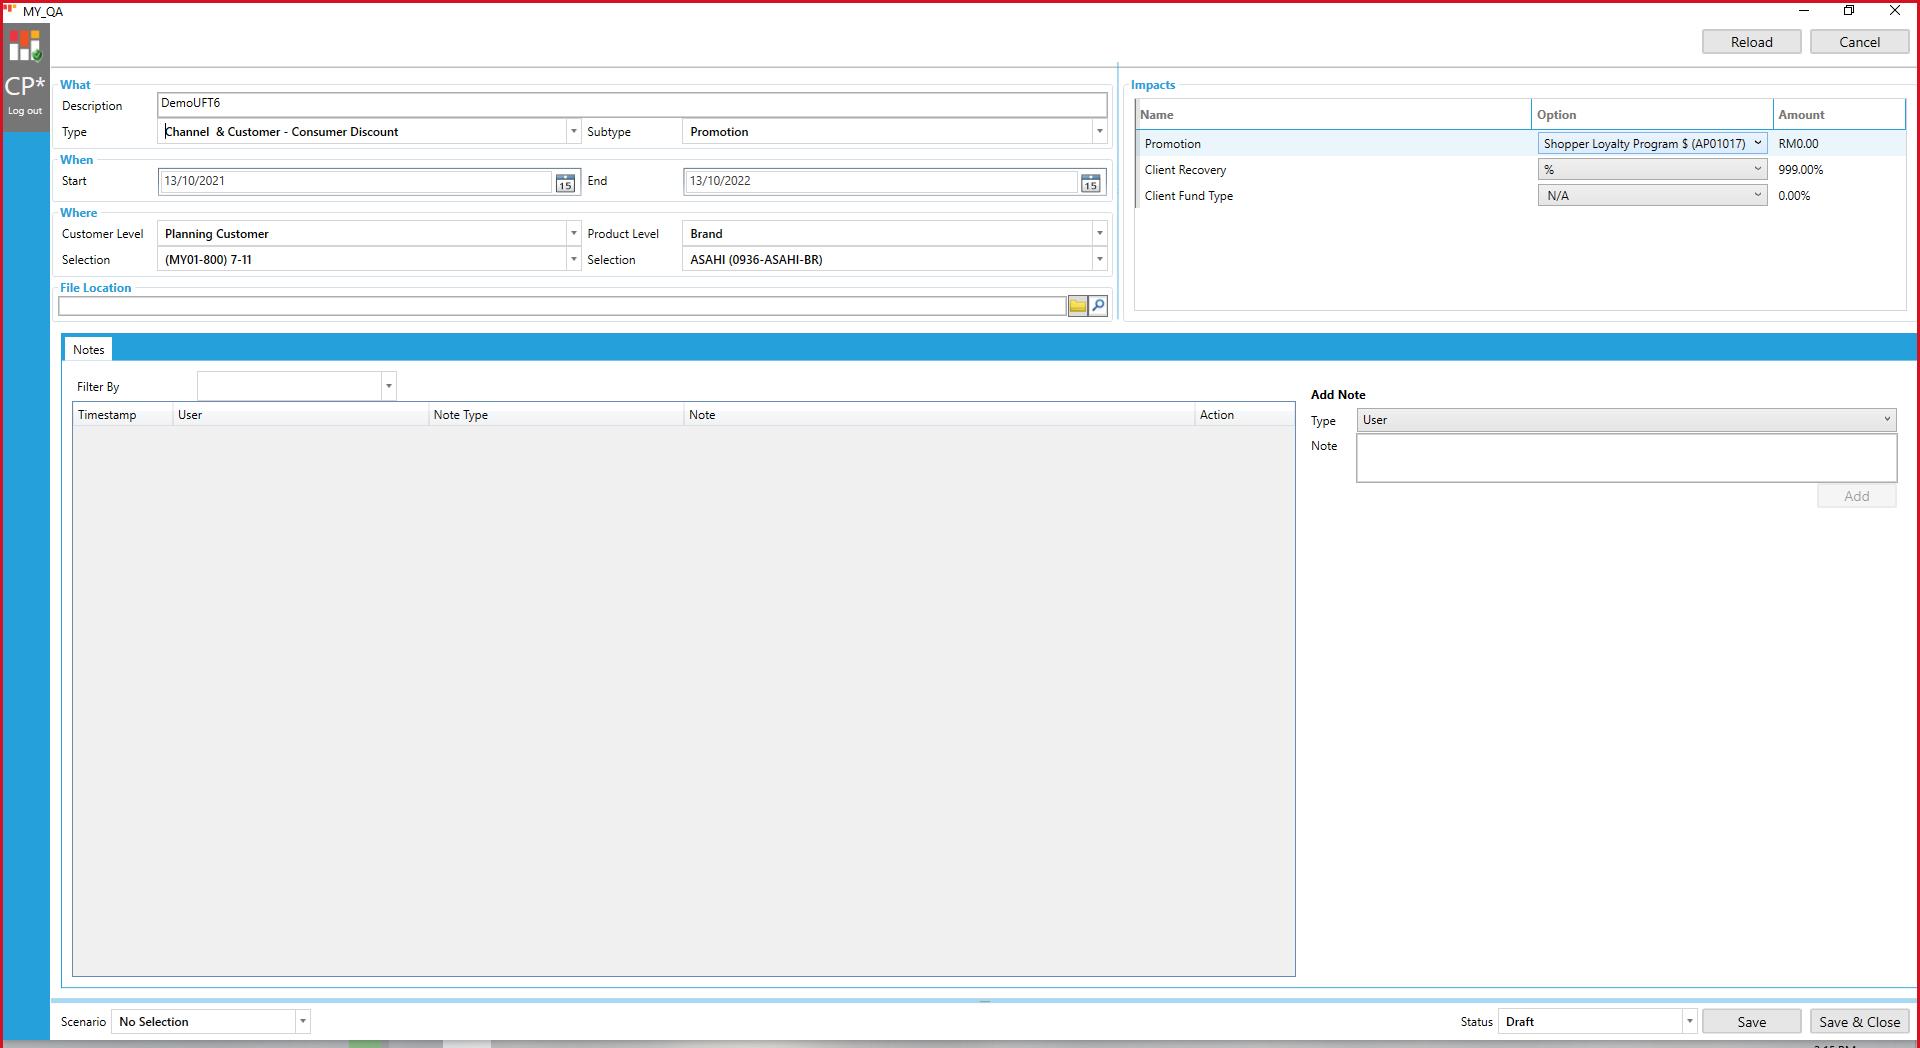 MY_QA
Reload
Cancel
CP*
Log out
What
Description DemoUFT6
Type Channel & Customer - Consumer Discount Subtype Promotion
When
Start 13/10/2021 15 End 13/10/2022 15
Where
Customer Level Planning Customer Product Level Brand
Selection (MY01-800) 7-11 Selection ASAHI (0936-ASAHI-BR)
File Location
Impacts
Name Option Amount
Promotion Shopper Loyalty Program $ (AP01017) RM0.00
Client Recovery % 999.00%
Client Fund Type N/A 0.00%
Notes
Filter By
Timestamp User Note Type Note Action
Add Note
Type User
Note
Add
Scenario No Selection
Status Draft Save Save & Close